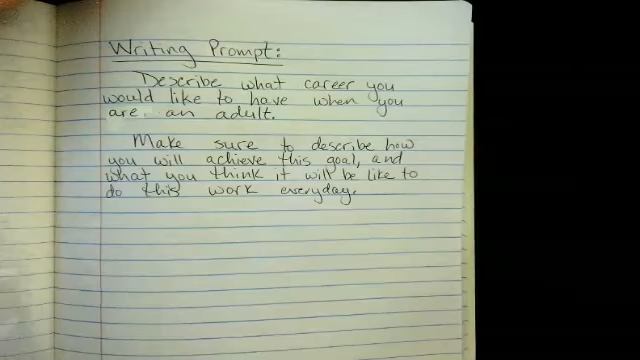 Writing Prompt:
Describe what career you
would like to have when you
are an adult.
Make sure to describe how
you will achieve this goal, and
what you think it will be like to
do this work everyday.